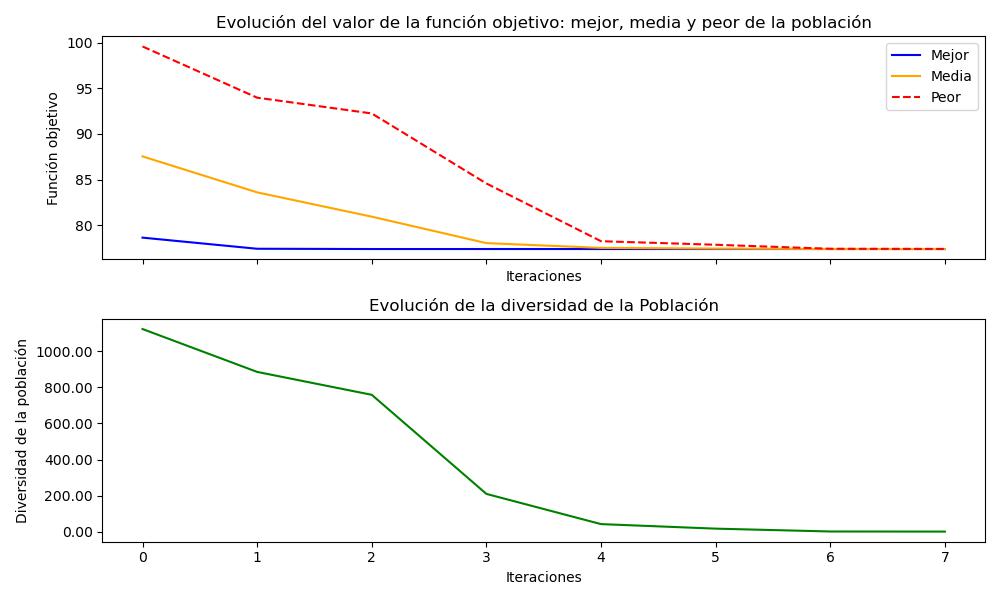 Evolución del valor de la función objetivo: mejor, media y peor de la población
100
95
90
85
80
Función objetivo
Mejor
Media
Peor
Iteraciones
Evolución de la diversidad de la Población
1000.00
800.00
600.00
400.00
200.00
0.00
Diversidad de la población
0 1 2 3 4 5 6 7
Iteraciones